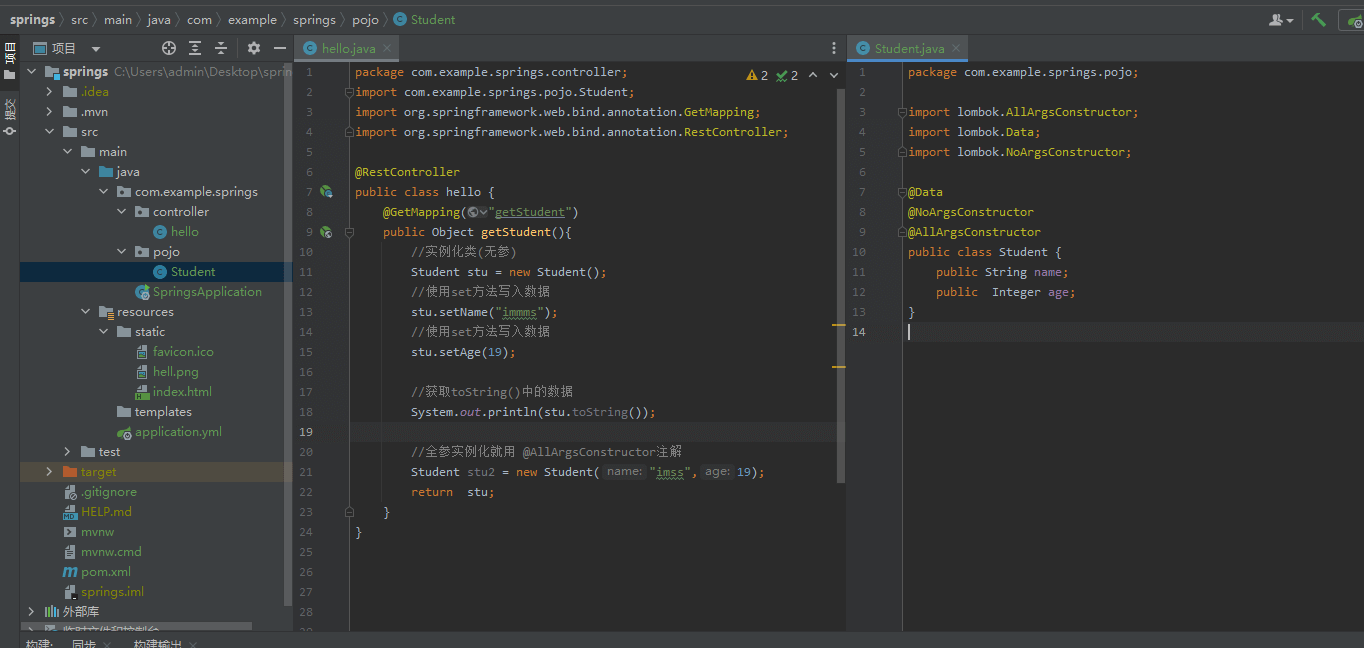 springs 〉 src 〉 main 〉 java 〉 com 〉 example 〉 springs 〉 pojo 〉 Student
项目
提交
项目
springs C:\Users\admin\Desktop\sprin
.idea
.mvn
src
main
java
com.example.springs
controller
hello
pojo
Student
SpringsApplication
resources
static
favicon.ico
hell.png
index.html
templates
application.yml
test
target
.gitignore
HELP.md
mvnw
mvnw.cmd
pom.xml
springs.iml
外部库
临时文件和控制台
构建: 同步 构建输出
hello.java
2 2
1 package com.example.springs.controller;
2 import com.example.springs.pojo.Student;
3 import org.springframework.web.bind.annotation.GetMapping;
4 import org.springframework.web.bind.annotation.RestController;
5
6 @RestController
7 public class hello {
8 @GetMapping("getStudent")
9 public Object getStudent(){
10 //实例化类(无参)
11 Student stu = new Student();
12 //使用set方法写入数据
13 stu.setName("immms");
14 //使用set方法写入数据
15 stu.setAge(19);
16
17 //获取toString()中的数据
18 System.out.println(stu.toString());
19
20 //全参实例化就用 @AllArgsConstructor注解
21 Student stu2 = new Student( name: "imss", age: 19);
22 return stu;
23 }
24 }
25
26
27
28
29
Student.java
1 package com.example.springs.pojo;
2
3 import lombok.AllArgsConstructor;
4 import lombok.Data;
5 import lombok.NoArgsConstructor;
6
7 @Data
8 @NoArgsConstructor
9 @AllArgsConstructor
10 public class Student {
11 public String name;
12 public Integer age;
13 }
14